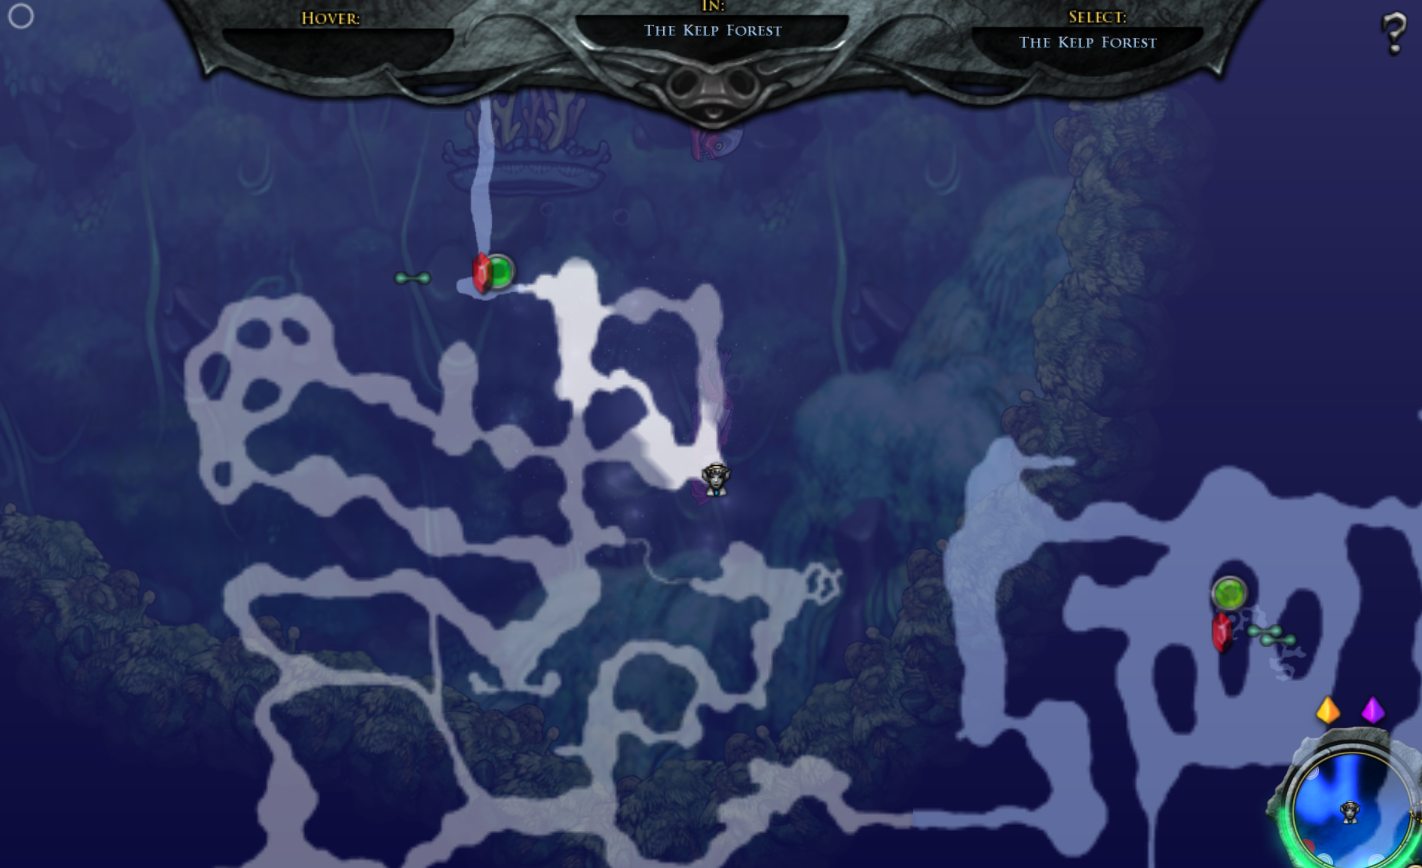 HOVER:
IN:
THE KELP FOREST
SELECT:
THE KELP FOREST
?